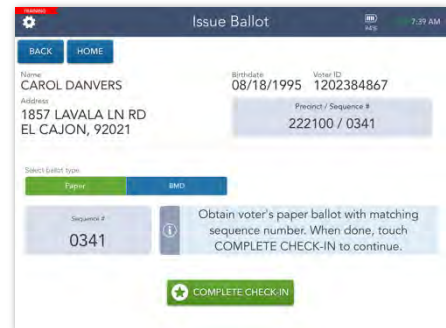 TRAINING
Issue Ballot
84%
7:39 AM
BACK
HOME
Name
CAROL DANVERS
Birthdate
08/18/1995
Voter ID
1202384867
Address
1857 LAVALA LN RD
EL CAJON, 92021
Precinct / Sequence #
222100 / 0341
Select ballot type
Paper
BMD
Sequence #
0341
Obtain voter's paper ballot with matching
sequence number. When done, touch
COMPLETE CHECK-IN to continue.
COMPLETE CHECK-IN